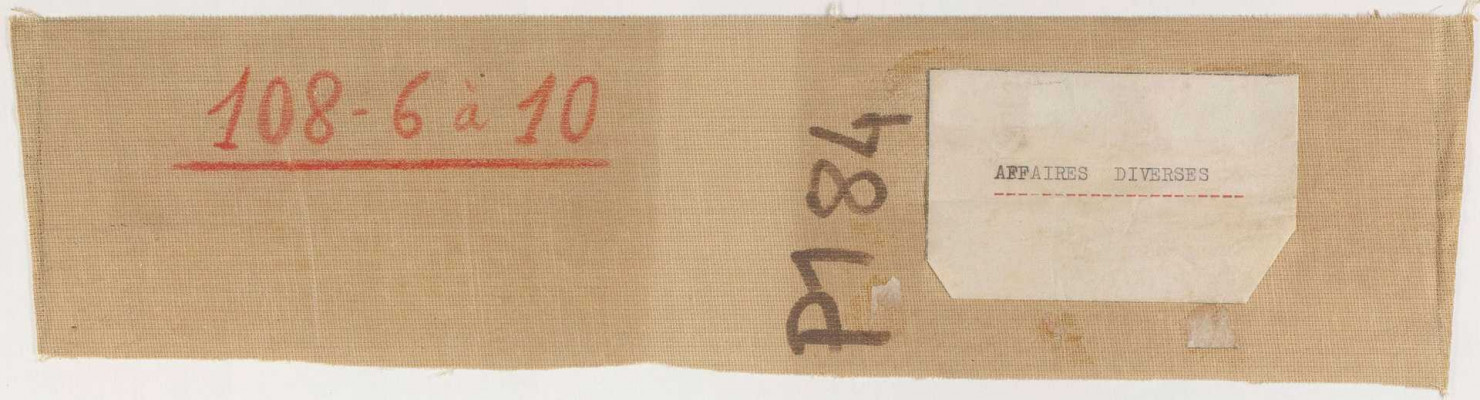 108-6 à 10
P184
AFFAIRES DIVERSES